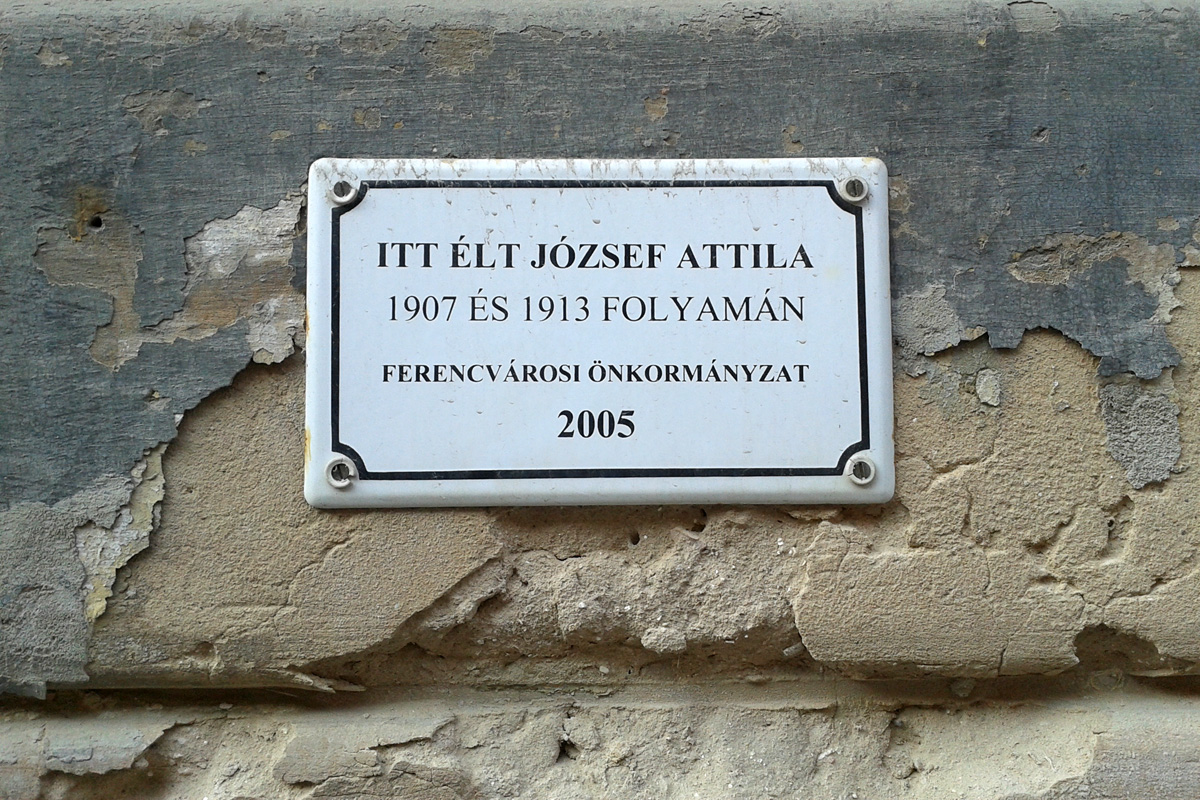 ITT ÉLT JÓZSEF ATTILA
1907 ÉS 1913 FOLYAMÁN
FERENCVÁROSI ÖNKORMÁNYZAT
2005